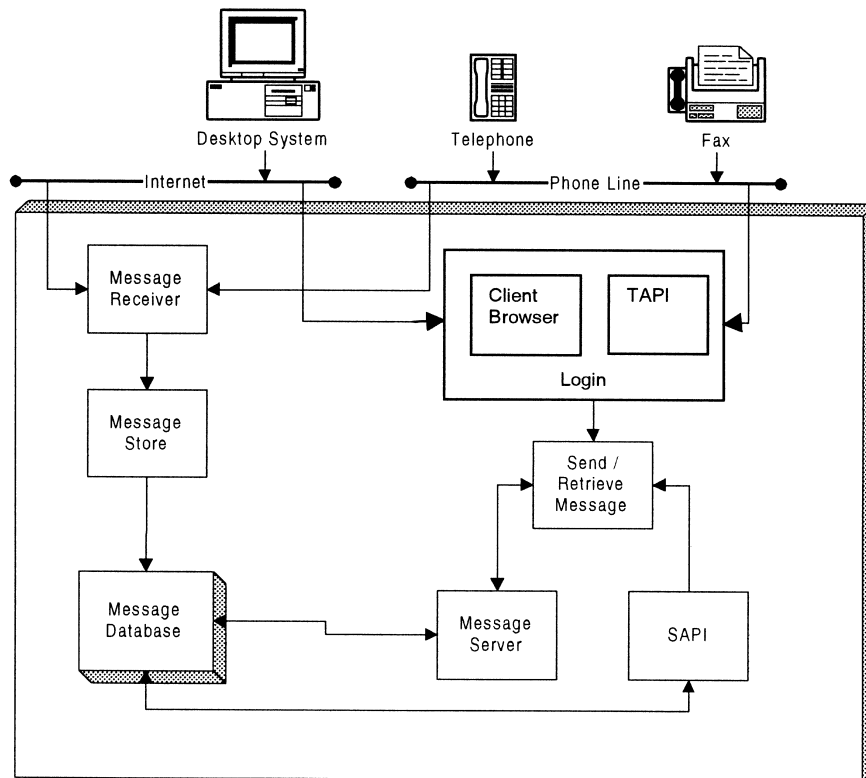 Desktop System
Telephone
Fax
Internet
Phone Line
Message
Receiver
Client
Browser
TAPI
Login
Message
Store
Send /
Retrieve
Message
Message
Database
Message
Server
SAPI